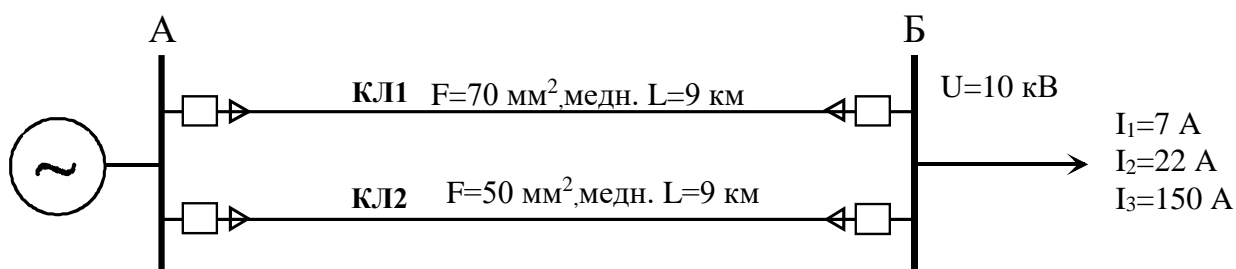 А
Б
КЛ1 F=70 мм²,медн. L=9 км
U=10 кВ
I₁=7 А
I₂=22 А
I₃=150 А
~
КЛ2 F=50 мм²,медн. L=9 км